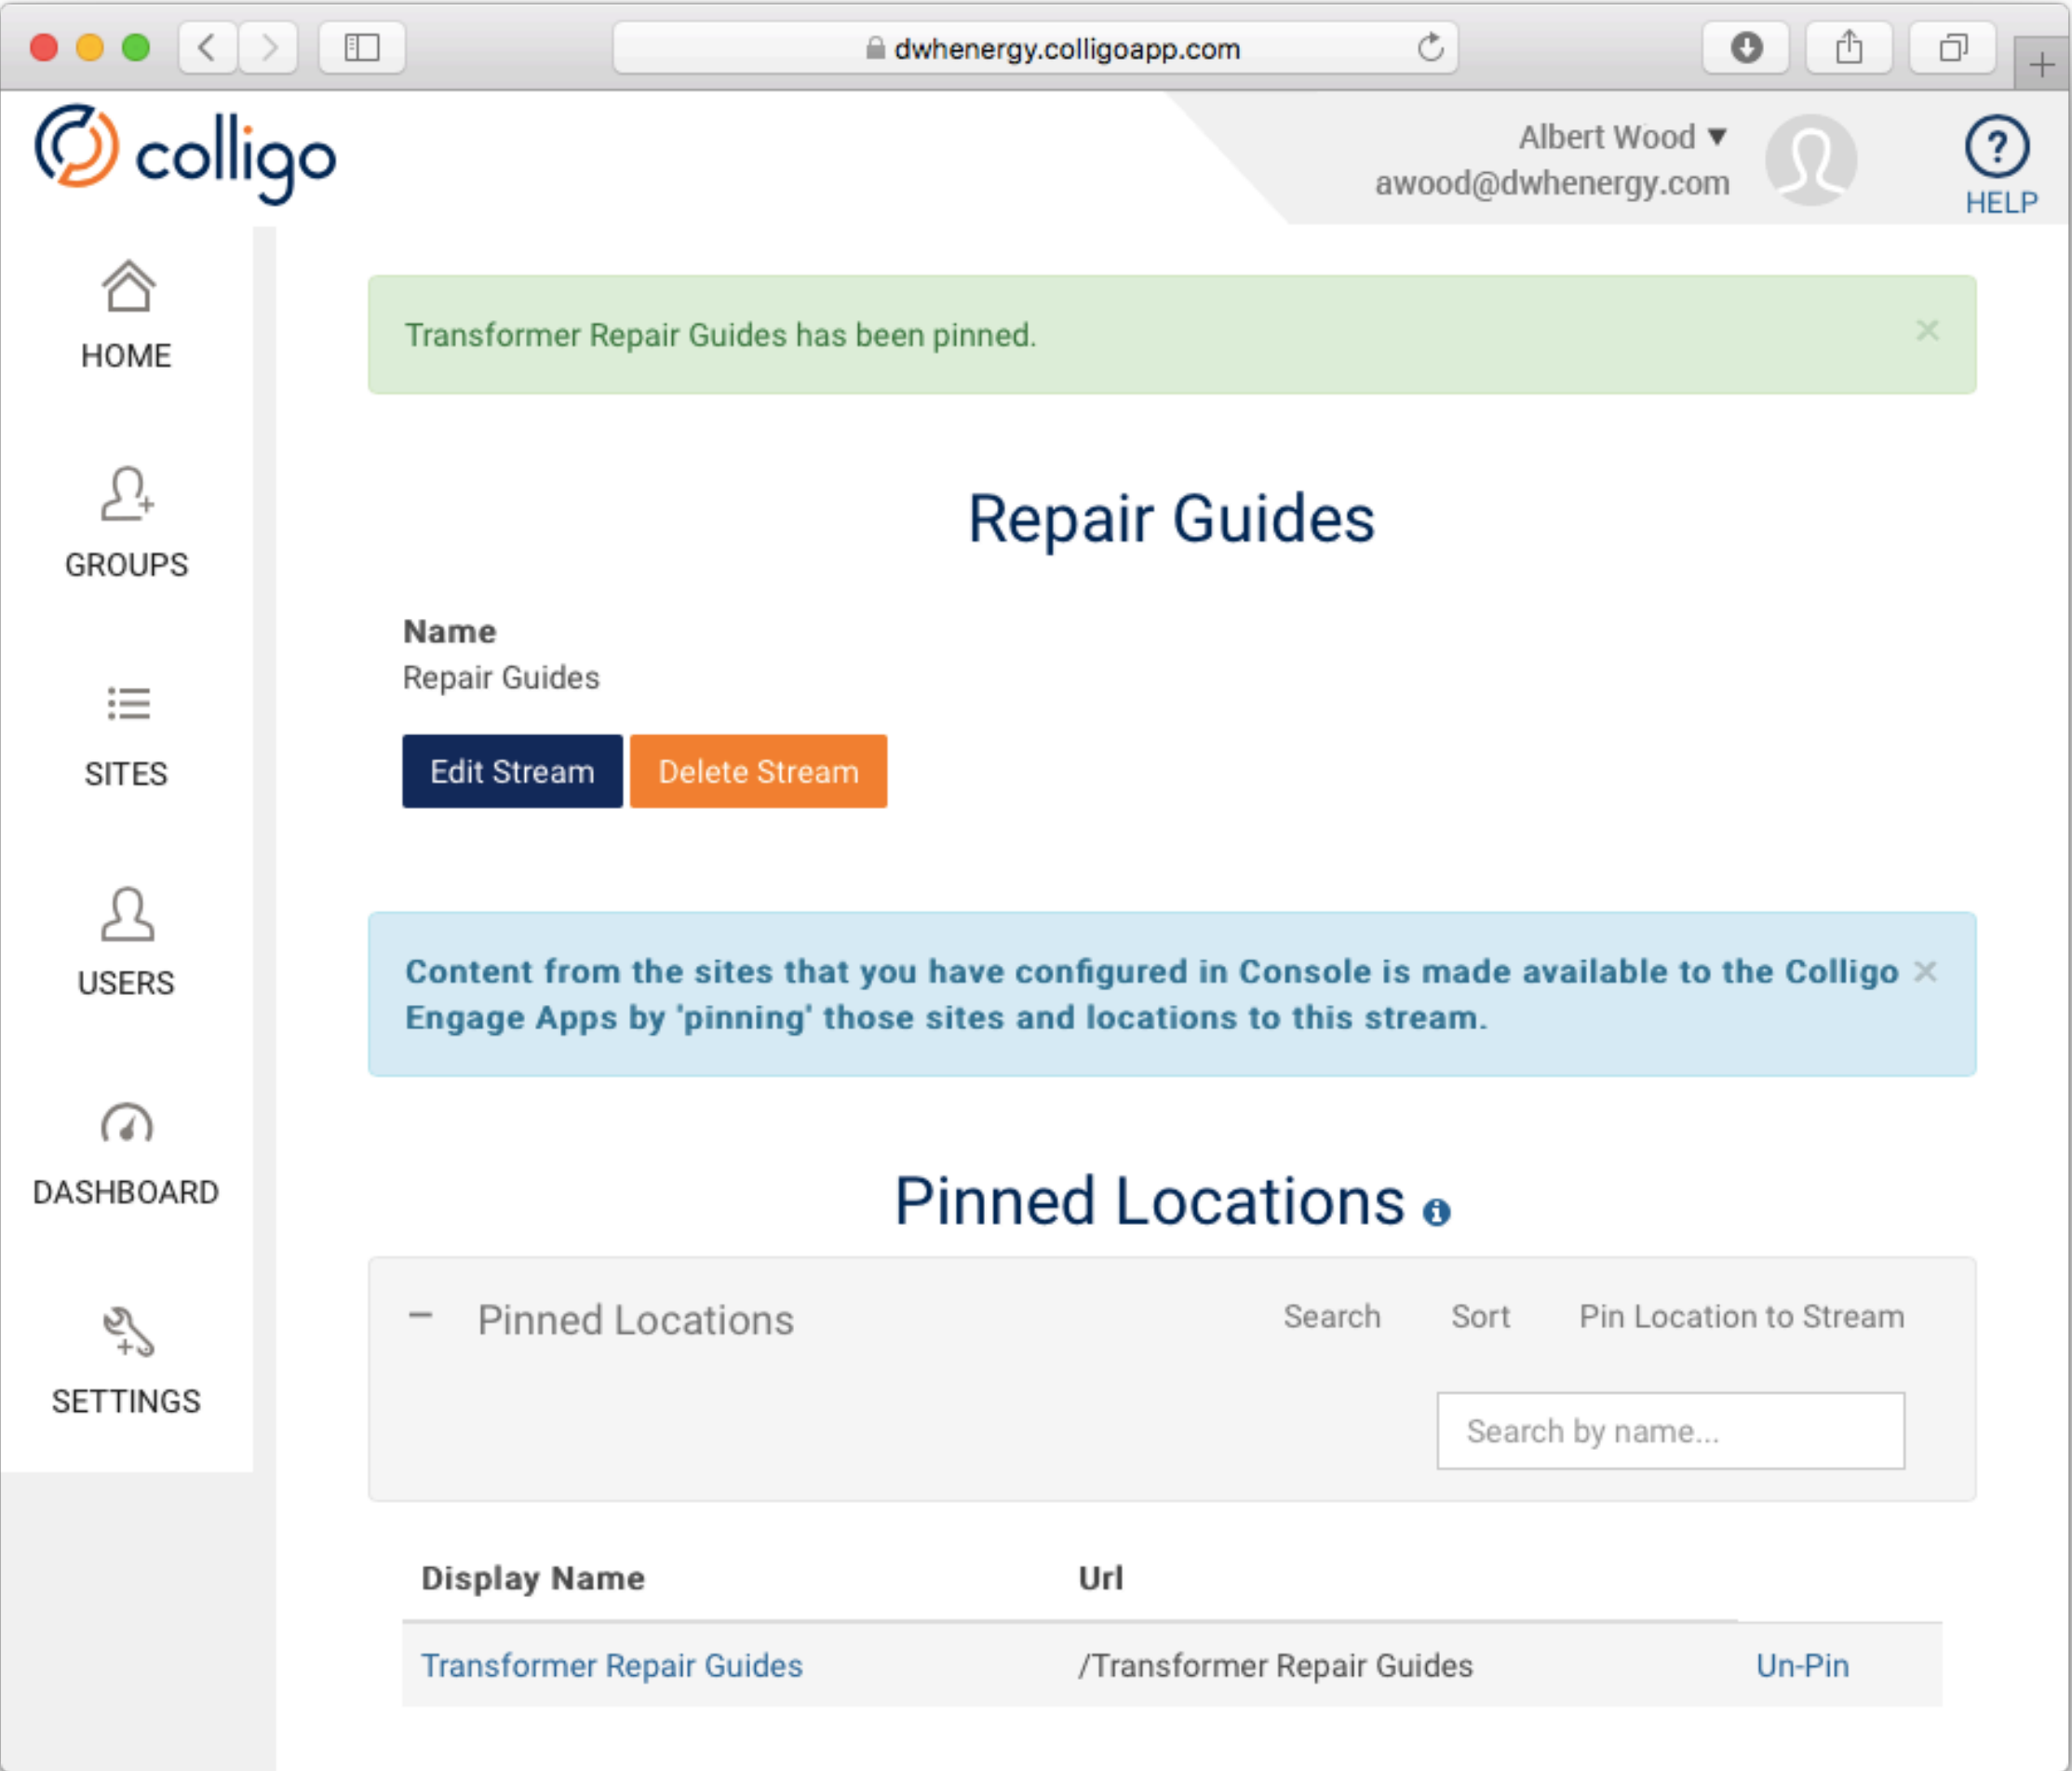 dwhenergy.colligoapp.com
colligo
Albert Wood ▼
awood@dwhenergy.com
?
HELP
HOME
GROUPS
SITES
USERS
DASHBOARD
SETTINGS
Transformer Repair Guides has been pinned.
Repair Guides
Name
Repair Guides
Edit Stream
Delete Stream
Content from the sites that you have configured in Console is made available to the Colligo
Engage Apps by 'pinning' those sites and locations to this stream.
Pinned Locations
Pinned Locations
Search
Sort
Pin Location to Stream
Search by name...
Display Name
Url
Transformer Repair Guides
/Transformer Repair Guides
Un-Pin